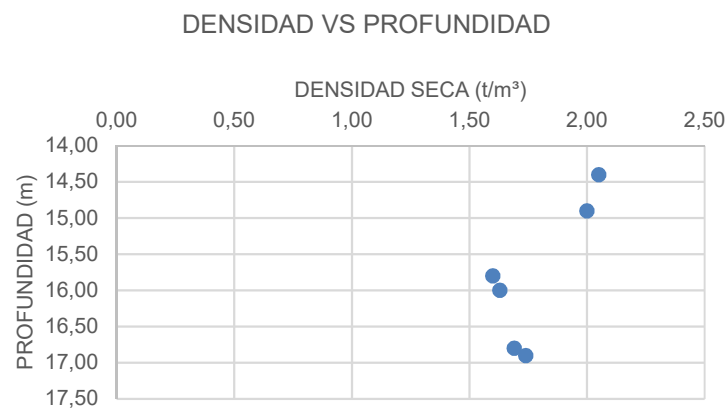 DENSIDAD VS PROFUNDIDAD
DENSIDAD SECA (t/m³)
0,00 0,50 1,00 1,50 2,00 2,50
PROFUNDIDAD (m)
14,00
14,50
15,00
15,50
16,00
16,50
17,00
17,50